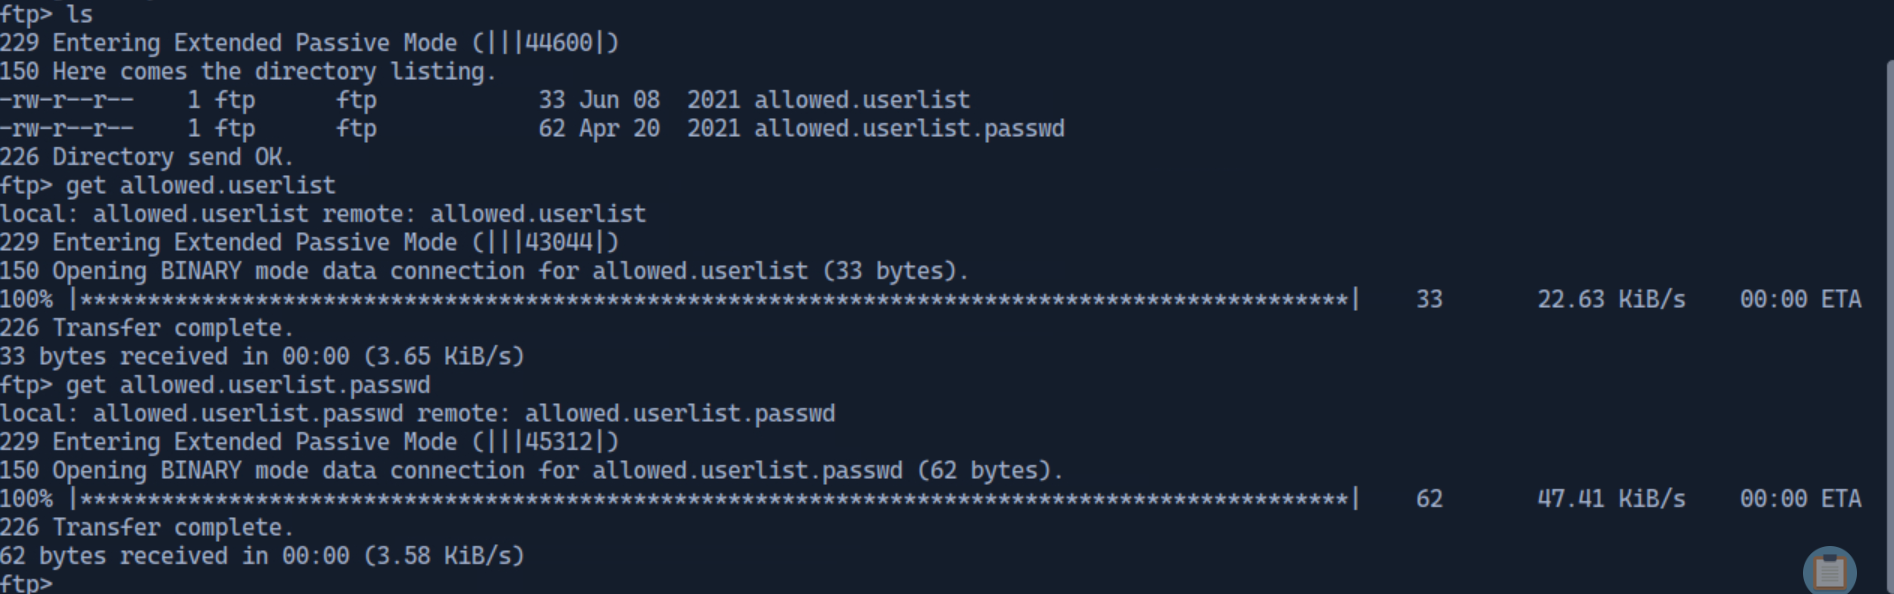 ftp> ls
229 Entering Extended Passive Mode (|||44600|)
150 Here comes the directory listing.
-rw-r--r--    1 ftp      ftp            33 Jun 08  2021 allowed.userlist
-rw-r--r--    1 ftp      ftp            62 Apr 20  2021 allowed.userlist.passwd
226 Directory send OK.
ftp> get allowed.userlist
local: allowed.userlist remote: allowed.userlist
229 Entering Extended Passive Mode (|||43044|)
150 Opening BINARY mode data connection for allowed.userlist (33 bytes).
100% |**********************************************************************************************|    33       22.63 KiB/s    00:00 ETA
226 Transfer complete.
33 bytes received in 00:00 (3.65 KiB/s)
ftp> get allowed.userlist.passwd
local: allowed.userlist.passwd remote: allowed.userlist.passwd
229 Entering Extended Passive Mode (|||45312|)
150 Opening BINARY mode data connection for allowed.userlist.passwd (62 bytes).
100% |**********************************************************************************************|    62       47.41 KiB/s    00:00 ETA
226 Transfer complete.
62 bytes received in 00:00 (3.58 KiB/s)
ftp>